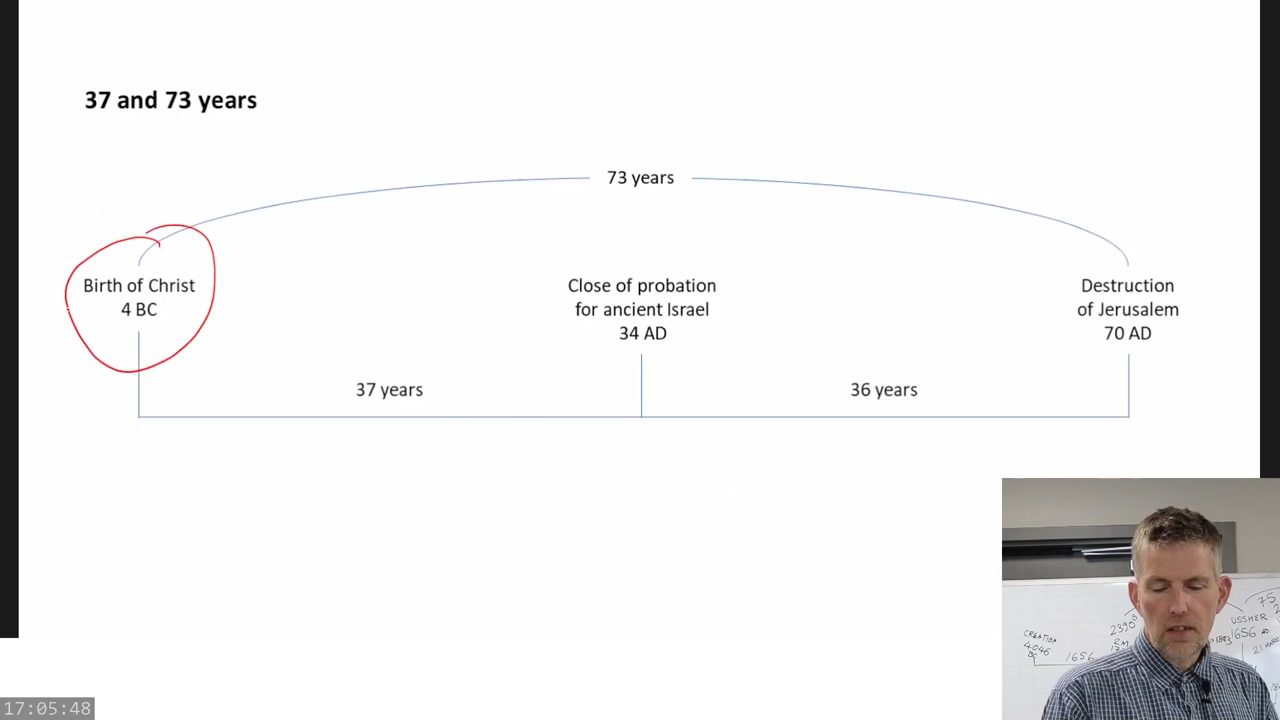 37 and 73 years
73 years
Birth of Christ
4 BC
Close of probation
for ancient Israel
34 AD
Destruction
of Jerusalem
70 AD
37 years
36 years
CREATION
4046
1656
2390
USSHER
1656
17:05:48